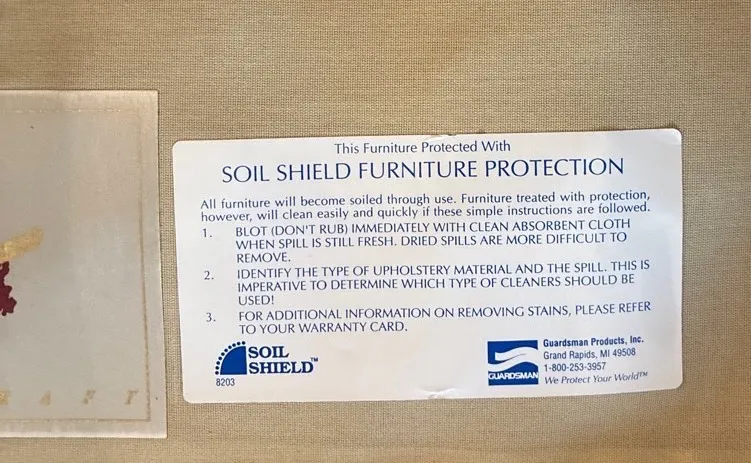 This Furniture Protected With
SOIL SHIELD FURNITURE PROTECTION
All furniture will become soiled through use. Furniture treated with protection,
however, will clean easily and quickly if these simple instructions are followed.
1. BLOT (DON'T RUB) IMMEDIATELY WITH CLEAN ABSORBENT CLOTH
WHEN SPILL IS STILL FRESH. DRIED SPILLS ARE MORE DIFFICULT TO
REMOVE.
2. IDENTIFY THE TYPE OF UPHOLSTERY MATERIAL AND THE SPILL. THIS IS
IMPERATIVE TO DETERMINE WHICH TYPE OF CLEANERS SHOULD BE
USED!
3. FOR ADDITIONAL INFORMATION ON REMOVING STAINS, PLEASE REFER
TO YOUR WARRANTY CARD.
SOIL
SHIELD™
8203
GUARDSMAN
Guardsman Products, Inc.
Grand Rapids, MI 49508
1-800-253-3957
We Protect Your World™